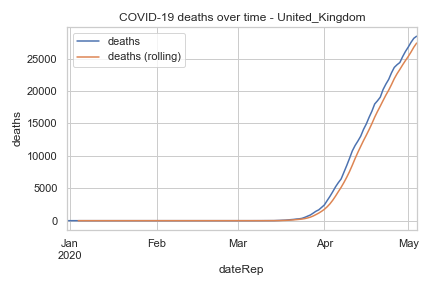 COVID-19 deaths over time - United_Kingdom
deaths
deaths (rolling)
deaths
25000
20000
15000
10000
5000
0
Jan
2020
Feb
Mar
Apr
May
dateRep